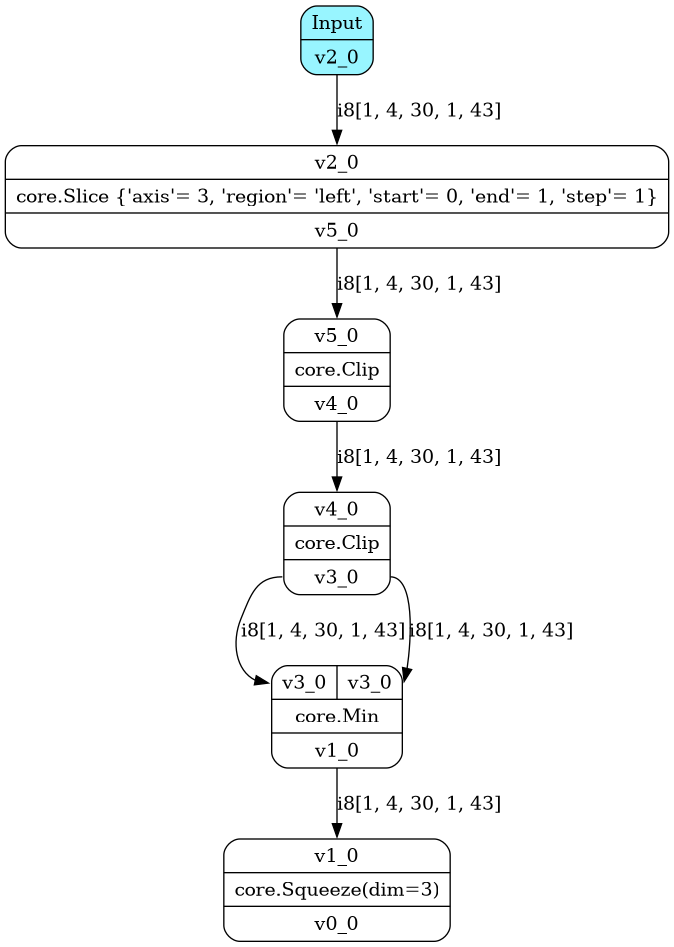 Input
v2_0
i8[1, 4, 30, 1, 43]
v2_0
core.Slice {'axis'= 3, 'region'= 'left', 'start'= 0, 'end'= 1, 'step'= 1}
v5_0
i8[1, 4, 30, 1, 43]
v5_0
core.Clip
v4_0
i8[1, 4, 30, 1, 43]
v4_0
core.Clip
v3_0
i8[1, 4, 30, 1, 43] i8[1, 4, 30, 1, 43]
v3_0 v3_0
core.Min
v1_0
i8[1, 4, 30, 1, 43]
v1_0
core.Squeeze(dim=3)
v0_0